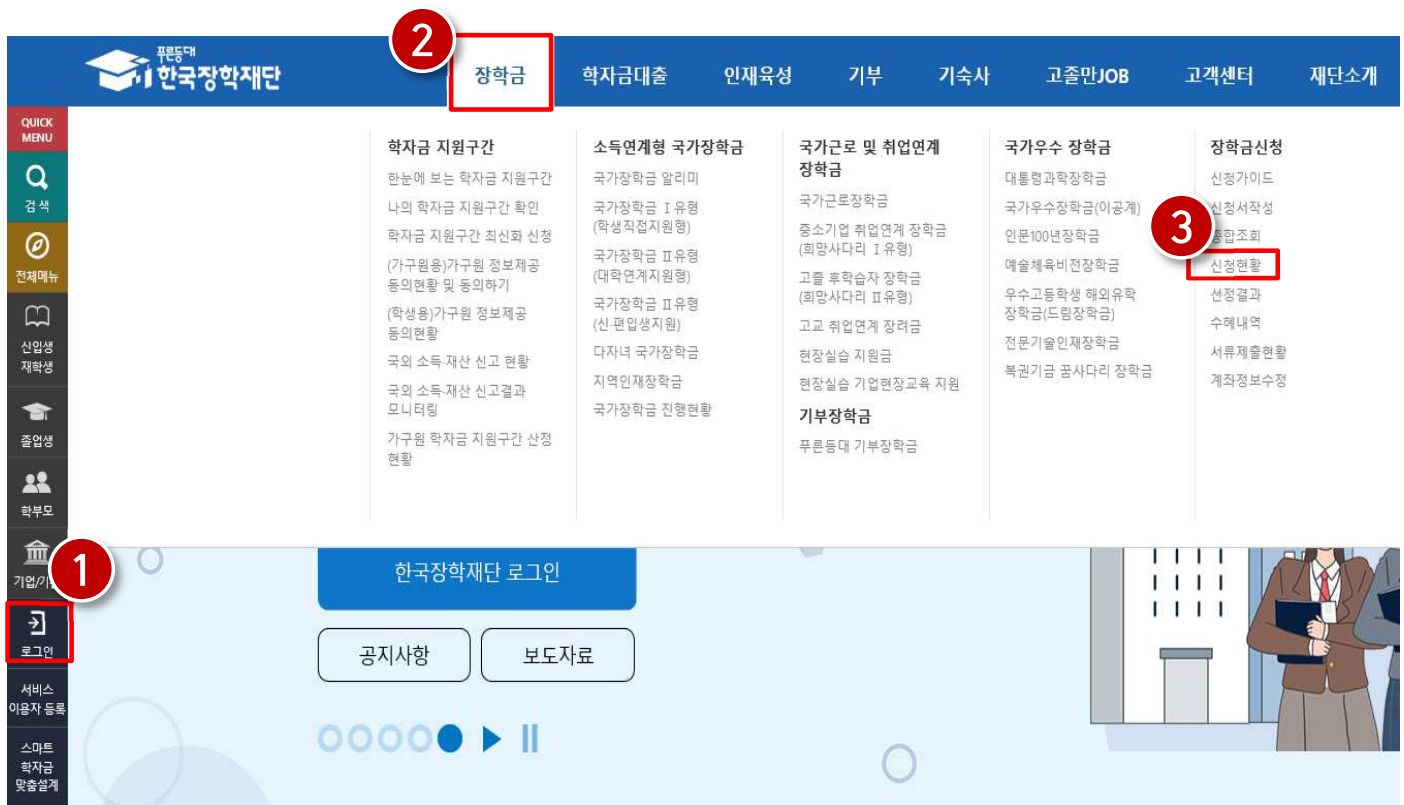 푸른등대
한국장학재단
2
장학금
학자금대출
인재육성
기부
기숙사
고졸만JOB
고객센터
재단소개
QUICK
MENU
검색
전체메뉴
신입생
재학생
졸업생
학부모
기업/기
1
로그인
서비스
이용자 등록
스마트
학자금
맞춤설계
학자금 지원구간
한눈에 보는 학자금 지원구간
나의 학자금 지원구간 확인
학자금 지원구간 최신화 신청
(가구원용)가구원 정보제공
동의현황 및 동의하기
(학생용)가구원 정보제공
동의현황
국외 소득·재산 신고 현황
국외 소득·재산 신고결과
모니터링
가구원 학자금 지원구간 산정
현황
소득연계형 국가장학금
국가장학금 알리미
국가장학금 Ⅰ유형
(학생직접지원형)
국가장학금 Ⅱ유형
(대학연계지원형)
국가장학금 Ⅱ유형
(신·편입생지원)
다자녀 국가장학금
지역인재장학금
국가장학금 진행현황
국가근로 및 취업연계
장학금
국가근로장학금
중소기업 취업연계 장학금
(희망사다리 Ⅰ유형)
고졸 후학습자 장학금
(희망사다리 Ⅱ유형)
고교 취업연계 장려금
현장실습 지원금
현장실습 기업현장교육 지원
기부장학금
푸른등대 기부장학금
국가우수 장학금
대통령과학장학금
국가우수장학금(이공계)
인문100년장학금
예술체육비전장학금
우수고등학생 해외유학
장학금(드림장학금)
전문기술인재장학금
복권기금 꿈사다리 장학금
장학금신청
신청가이드
신청서작성
3
종합조회
신청현황
선정결과
수혜내역
서류제출현황
계좌정보수정
한국장학재단 로그인
공지사항
보도자료